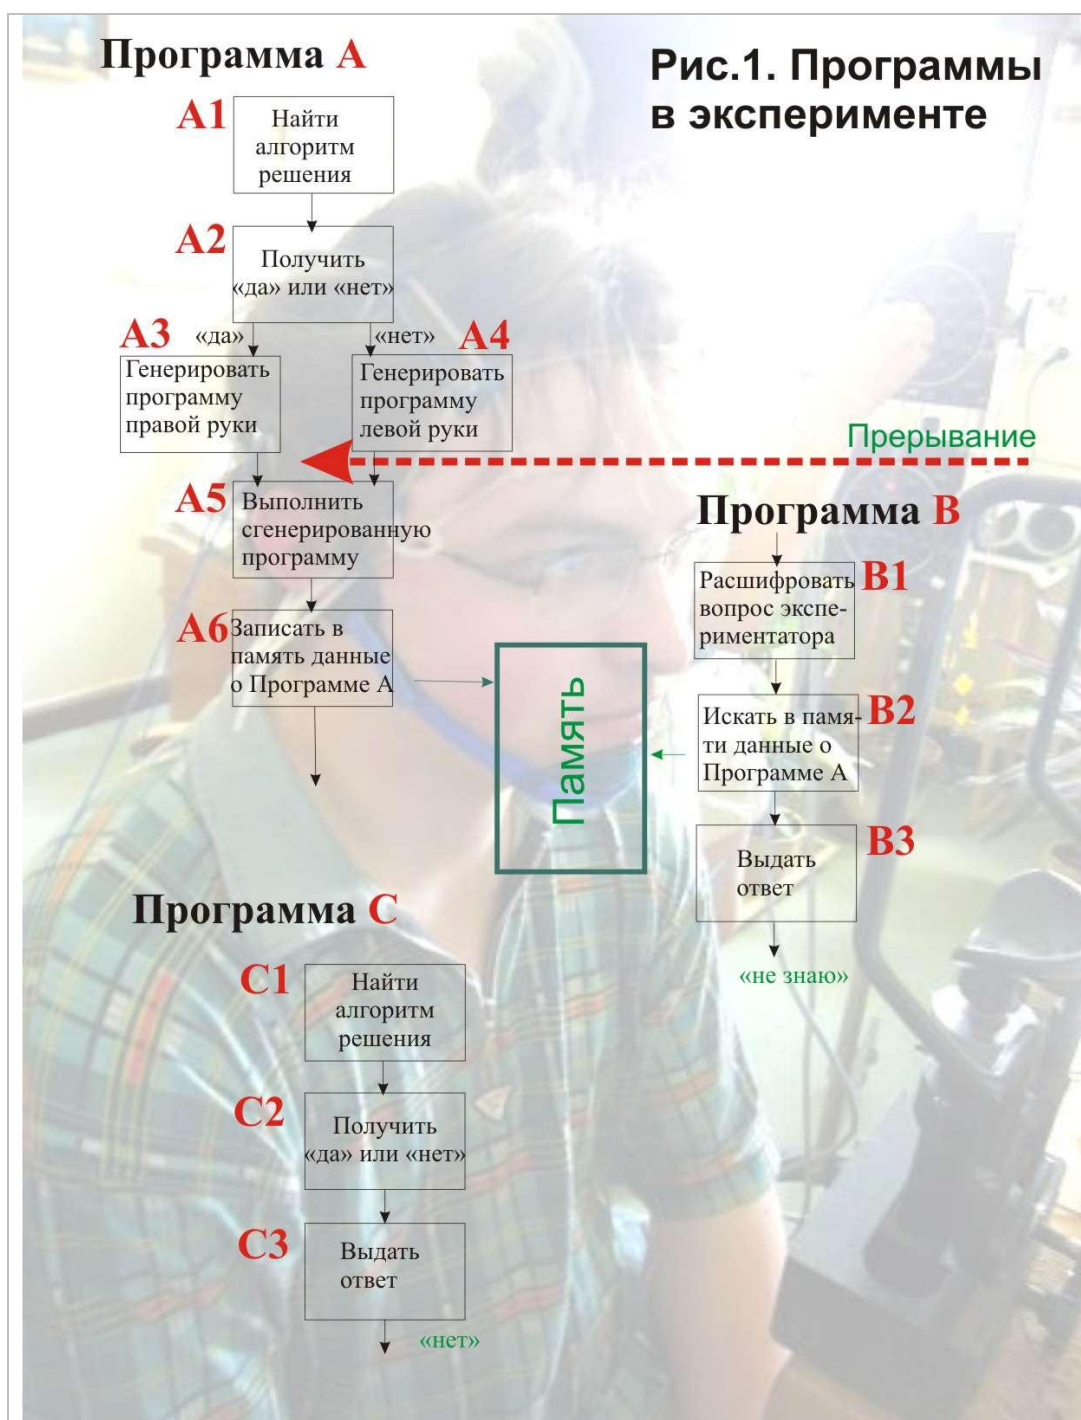 Программа А
Рис.1. Программы
в эксперименте
А1
Найти
алгоритм
решения
А2
Получить
«да» или «нет»
А3
«да»
«нет»
А4
Генерировать
программу
правой руки
Генерировать
программу
левой руки
Прерывание
А5
Выполнить
сгенерированную
программу
А6
Записать в
память данные
о Программе А
Память
Программа В
В1
Расшифровать
вопрос экспе-
риментатора
В2
Искать в памя-
ти данные о
Программе А
В3
Выдать
ответ
«не знаю»
Программа С
С1
Найти
алгоритм
решения
С2
Получить
«да» или «нет»
С3
Выдать
ответ
«нет»